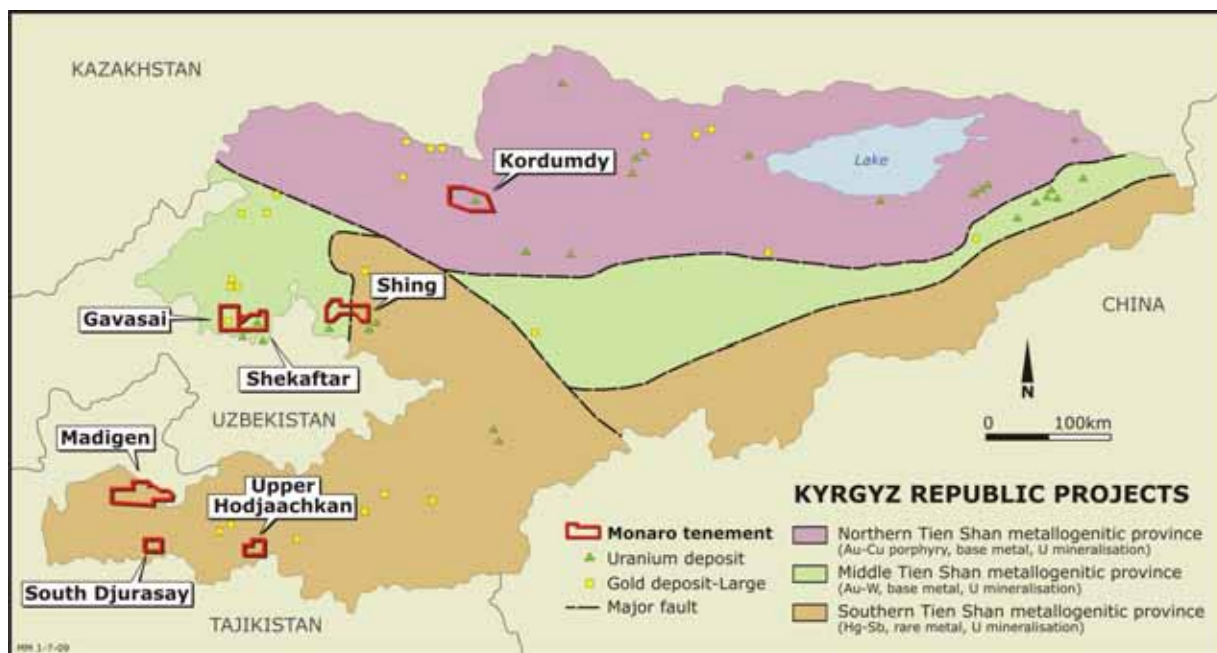 KAZAKHSTAN
Kordumdy
Lake
Shing
Gavasai
CHINA
Shekaftar
N
UZBEKISTAN
0 100km
Madigen
Upper
Hodjaachkan
South Djurasay
TAJIKISTAN
KYRGYZ REPUBLIC PROJECTS
Monaro tenement
Uranium deposit
Gold deposit-Large
Major fault
Northern Tien Shan metallogenitic province
(Au-Cu porphyry, base metal, U mineralisation)
Middle Tien Shan metallogenitic province
(Au-W, base metal, U mineralisation)
Southern Tien Shan metallogenitic province
(Hg-Sb, rare metal, U mineralisation)
MM 1-7-09